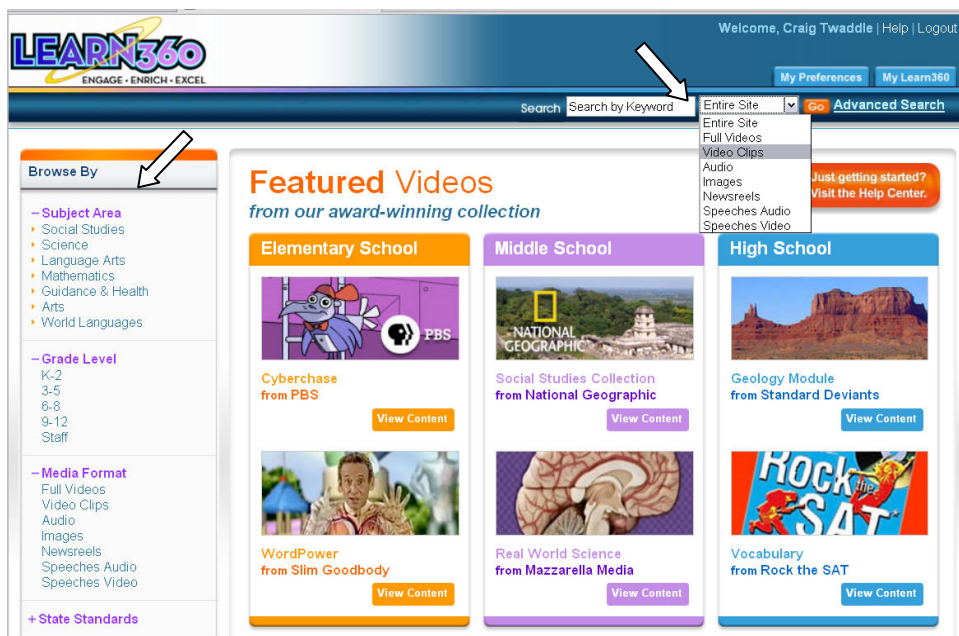 Welcome, Craig Twaddle | Help | Logout
LEARN360
ENGAGE • ENRICH • EXCEL
My Preferences
My Learn360
Search
Search by Keyword
Entire Site
Go
Advanced Search
Entire Site
Full Videos
Video Clips
Audio
Images
Newsreels
Speeches Audio
Speeches Video
Just getting started?
Visit the Help Center.
Browse By
– Subject Area
Social Studies
Science
Language Arts
Mathematics
Guidance & Health
Arts
World Languages
– Grade Level
K-2
3-5
6-8
9-12
Staff
– Media Format
Full Videos
Video Clips
Audio
Images
Newsreels
Speeches Audio
Speeches Video
+ State Standards
Featured Videos
from our award-winning collection
Elementary School
PBS
Cyberchase
from PBS
View Content
WordPower
from Slim Goodbody
View Content
Middle School
NATIONAL
GEOGRAPHIC
Social Studies Collection
from National Geographic
View Content
Real World Science
from Mazzarella Media
View Content
High School
Geology Module
from Standard Deviants
View Content
ROCK the
SAT
Vocabulary
from Rock the SAT
View Content